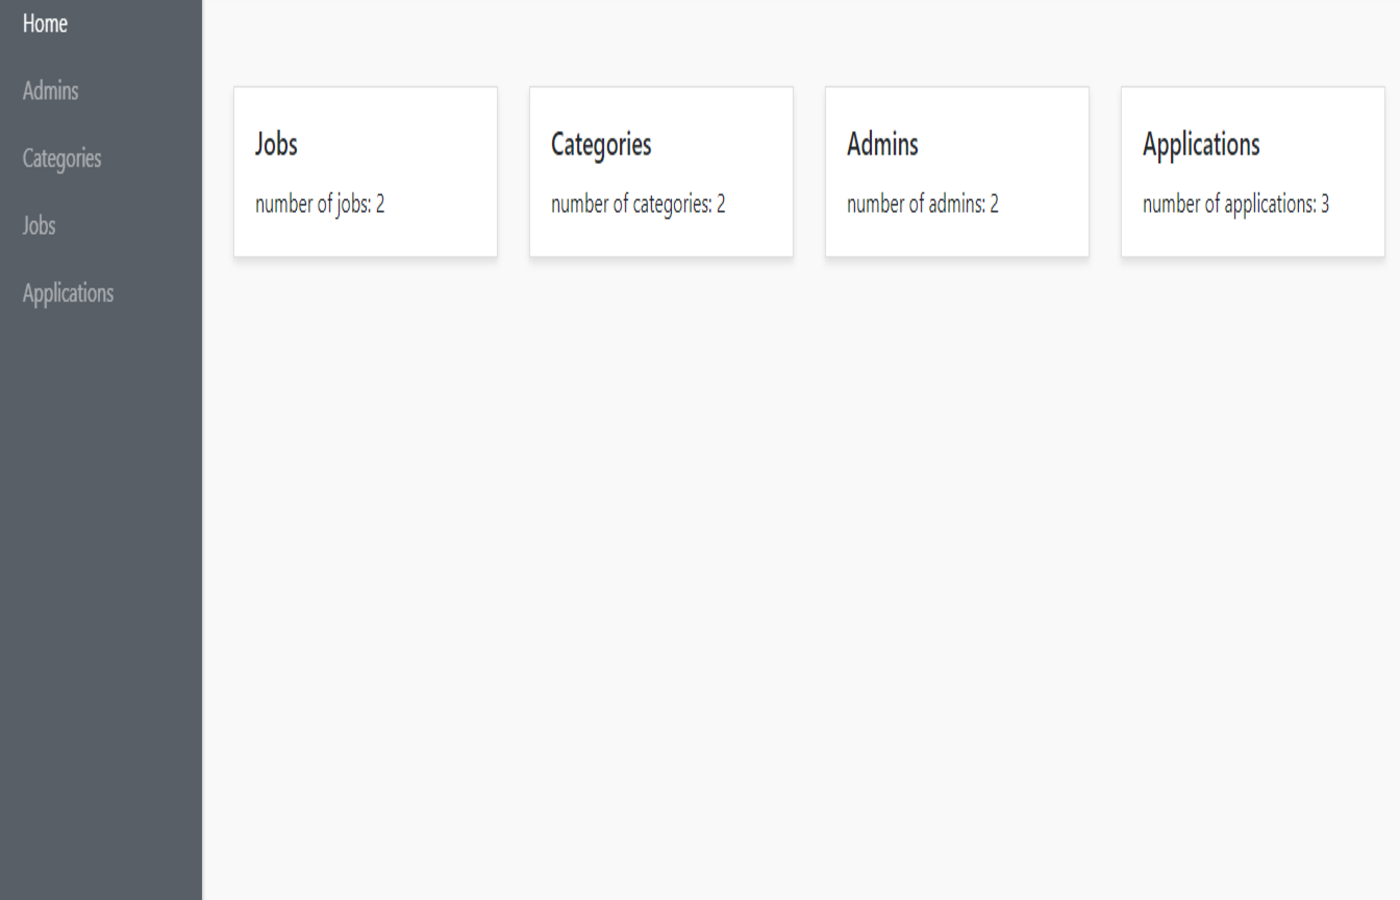 Home
Admins
Categories
Jobs
Applications
Jobs
number of jobs: 2
Categories
number of categories: 2
Admins
number of admins: 2
Applications
number of applications: 3